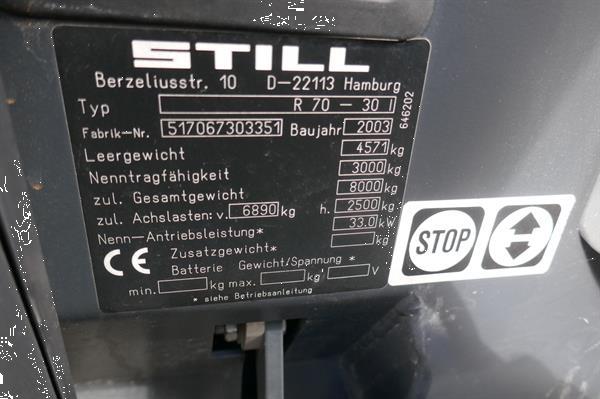 STILL
Berzeliusstr. 10 D-22113 Hamburg
Typ R 70 - 30 I
Fabrik-Nr. 517067303351 Baujahr 2003
Leergewicht 4571 kg
Nenntragfähigkeit 3000 kg
zul. Gesamtgewicht 8000 kg
zul. Achslasten: v. 6890 kg h. 2500 kg
Nenn-Antriebsleistung* 33.0 kW
Zusatzgewicht* kg
Batterie Gewicht/Spannung *
CE min. kg max. kg/ V
* siehe Betriebsanleitung
646202
STOP